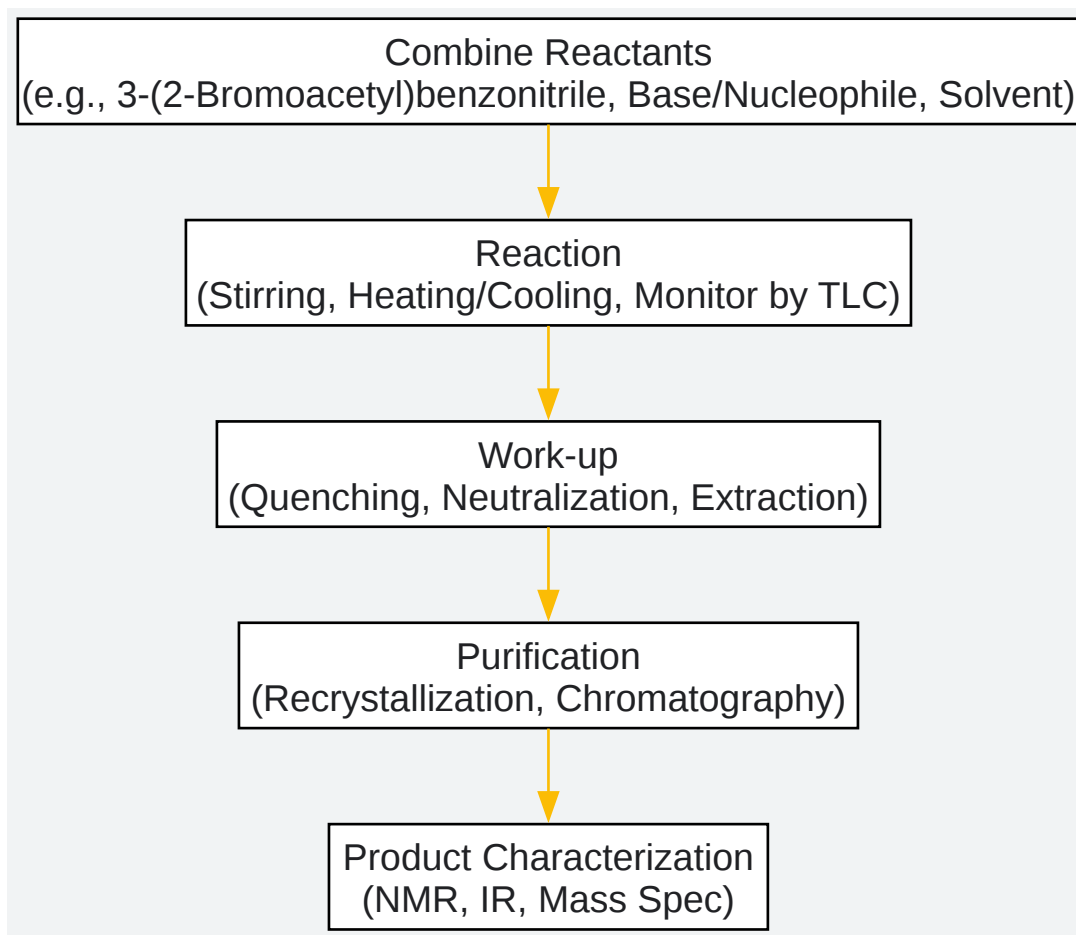 Combine Reactants
(e.g., 3-(2-Bromoacetyl)benzonitrile, Base/Nucleophile, Solvent)
Reaction
(Stirring, Heating/Cooling, Monitor by TLC)
Work-up
(Quenching, Neutralization, Extraction)
Purification
(Recrystallization, Chromatography)
Product Characterization
(NMR, IR, Mass Spec)